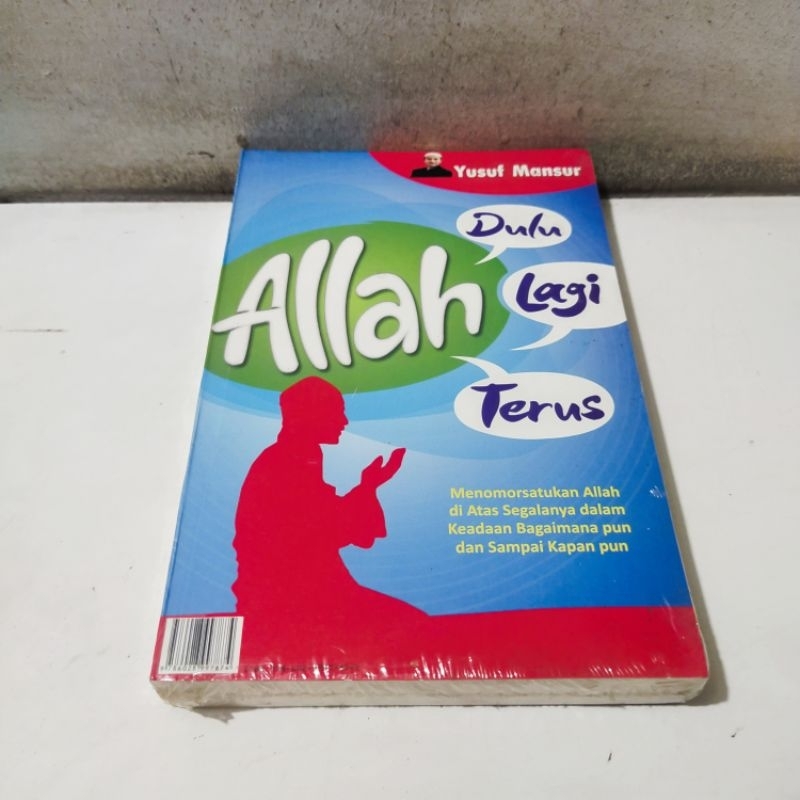 Yusuf Mansur
Allah
Dulu
Lagi
Terus
Menomorsatukan Allah
di Atas Segalanya dalam
Keadaan Bagaimana pun
dan Sampai Kapan pun